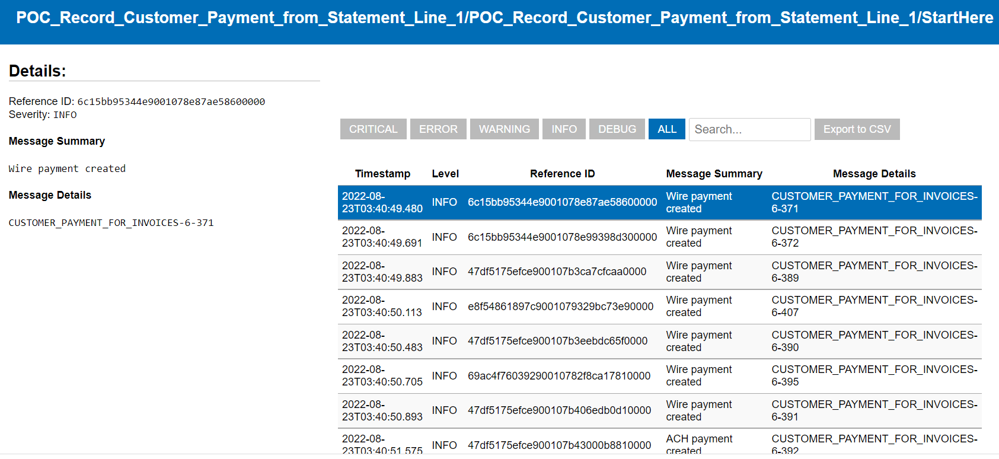 POC_Record_Customer_Payment_from_Statement_Line_1/POC_Record_Customer_Payment_from_Statement_Line_1/StartHere
Details:
Reference ID: 6c15bb95344e9001078e87ae58600000
Severity: INFO
Message Summary
Wire payment created
Message Details
CUSTOMER_PAYMENT_FOR_INVOICES-6-371
CRITICAL ERROR WARNING INFO DEBUG ALL Search... Export to CSV
Timestamp Level Reference ID Message Summary Message Details
2022-08- Wire payment CUSTOMER_PAYMENT_FOR_INVOICES-
23T03:40:49.480 INFO 6c15bb95344e9001078e87ae58600000 created 6-371
2022-08- Wire payment CUSTOMER_PAYMENT_FOR_INVOICES-
23T03:40:49.691 INFO 6c15bb95344e9001078e99398d300000 created 6-372
2022-08- Wire payment CUSTOMER_PAYMENT_FOR_INVOICES-
23T03:40:49.883 INFO 47df5175efce900107b3ca7cfcaa0000 created 6-389
2022-08- Wire payment CUSTOMER_PAYMENT_FOR_INVOICES-
23T03:40:50.113 INFO e8f54861897c9001079329bc73e90000 created 6-407
2022-08- Wire payment CUSTOMER_PAYMENT_FOR_INVOICES-
23T03:40:50.483 INFO 47df5175efce900107b3eebdc65f0000 created 6-390
2022-08- Wire payment CUSTOMER_PAYMENT_FOR_INVOICES-
23T03:40:50.705 INFO 69ac4f76039290010782f8ca17810000 created 6-395
2022-08- Wire payment CUSTOMER_PAYMENT_FOR_INVOICES-
23T03:40:50.893 INFO 47df5175efce900107b406edb0d10000 created 6-391
2022-08- ACH payment CUSTOMER_PAYMENT_FOR_INVOICES-
23T03:40:51.575 INFO 47df5175efce900107b43000b8810000 created 6-392